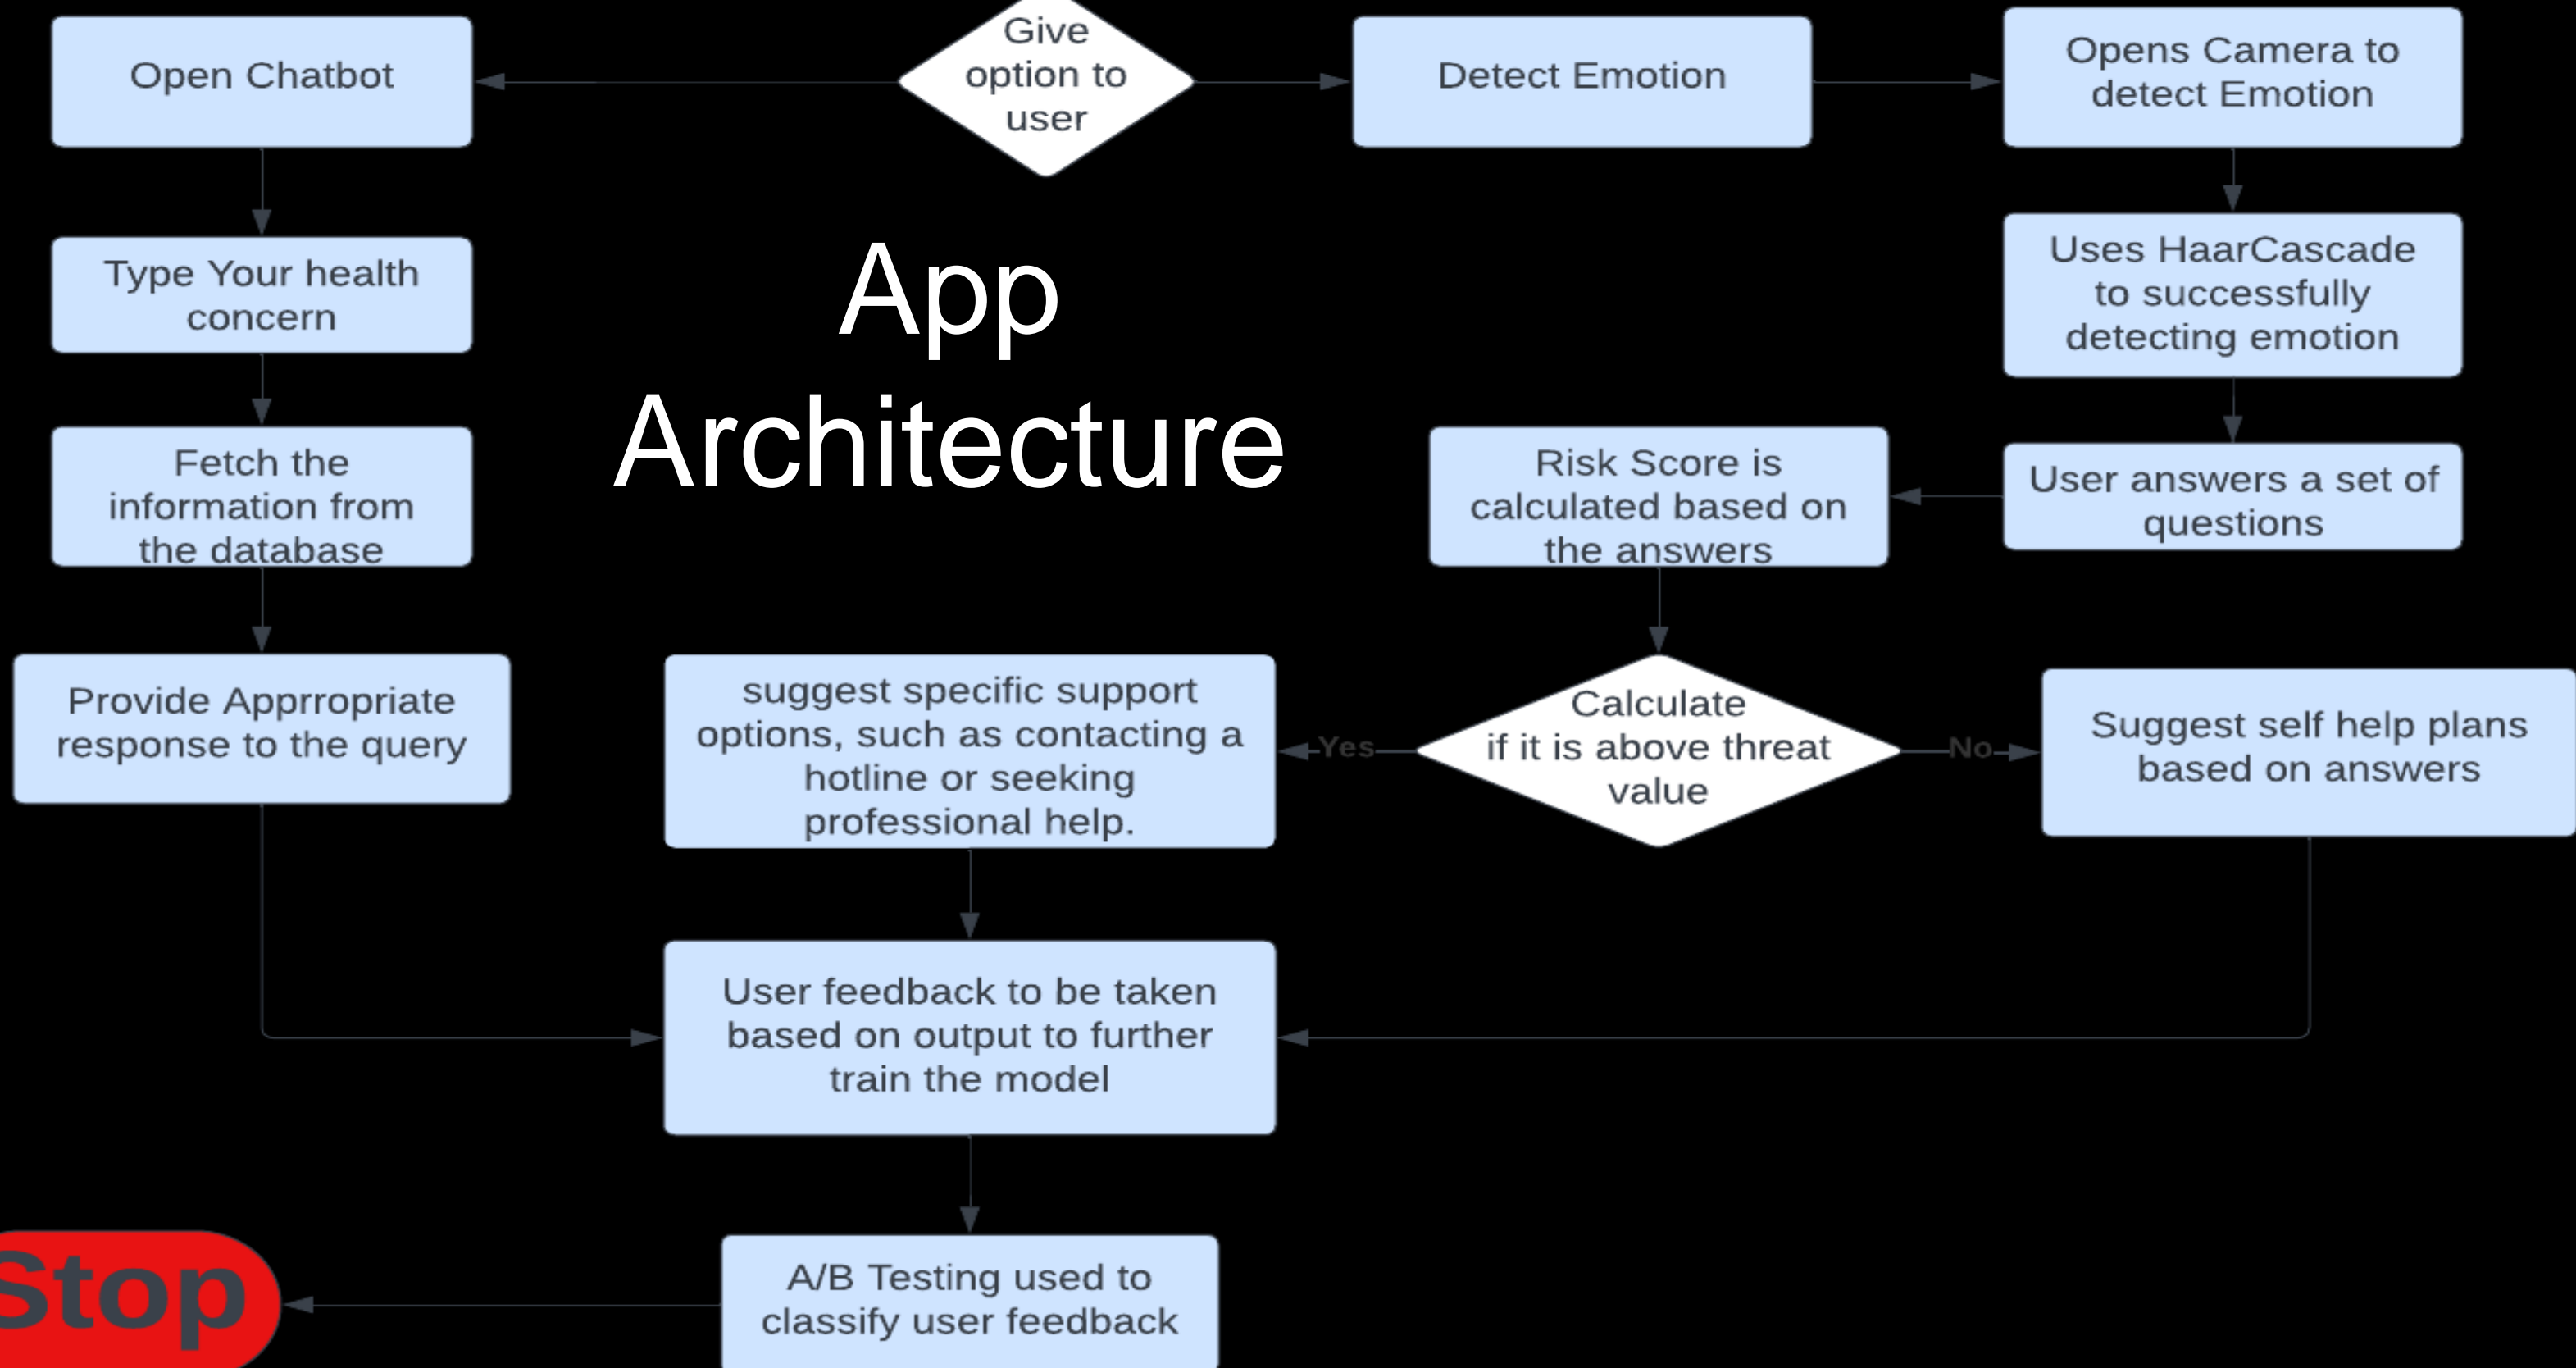 Give
option to
user
Open Chatbot
Detect Emotion
Opens Camera to
detect Emotion
Type Your health
concern
Uses HaarCascade
to successfully
detecting emotion
App
Architecture
Fetch the
information from
the database
Risk Score is
calculated based on
the answers
User answers a set of
questions
Provide Apprropriate
response to the query
suggest specific support
options, such as contacting a
hotline or seeking
professional help.
Yes
Calculate
if it is above threat
value
No
Suggest self help plans
based on answers
User feedback to be taken
based on output to further
train the model
Stop
A/B Testing used to
classify user feedback